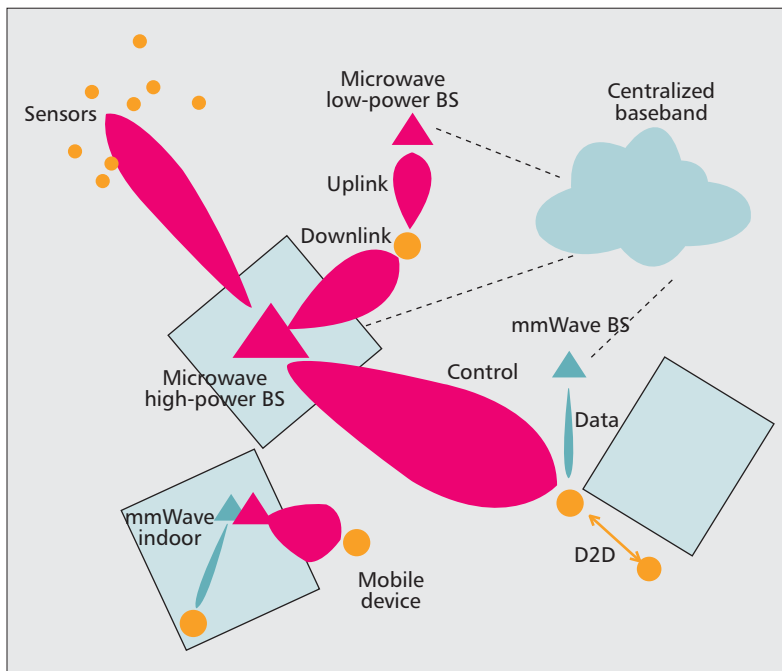 Sensors
Microwave
low-power BS
Centralized
baseband
Uplink
Downlink
mmWave BS
Microwave
high-power BS
Control
Data
mmWave
indoor
D2D
Mobile
device